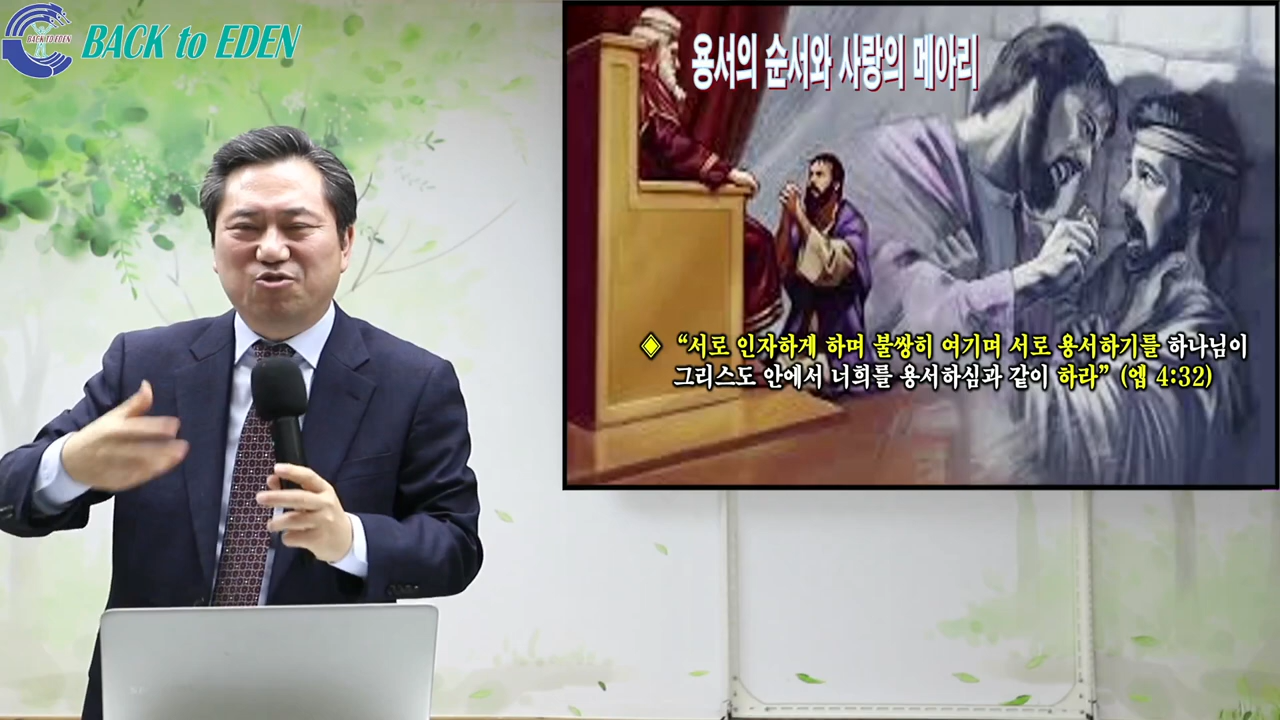 BACK TO EDEN
BACK to EDEN
용서의 순서와 사랑의 메아리
◈ “서로 인자하게 하며 불쌍히 여기며 서로 용서하기를 하나님이
그리스도 안에서 너희를 용서하심과 같이 하라” (엡 4:32)